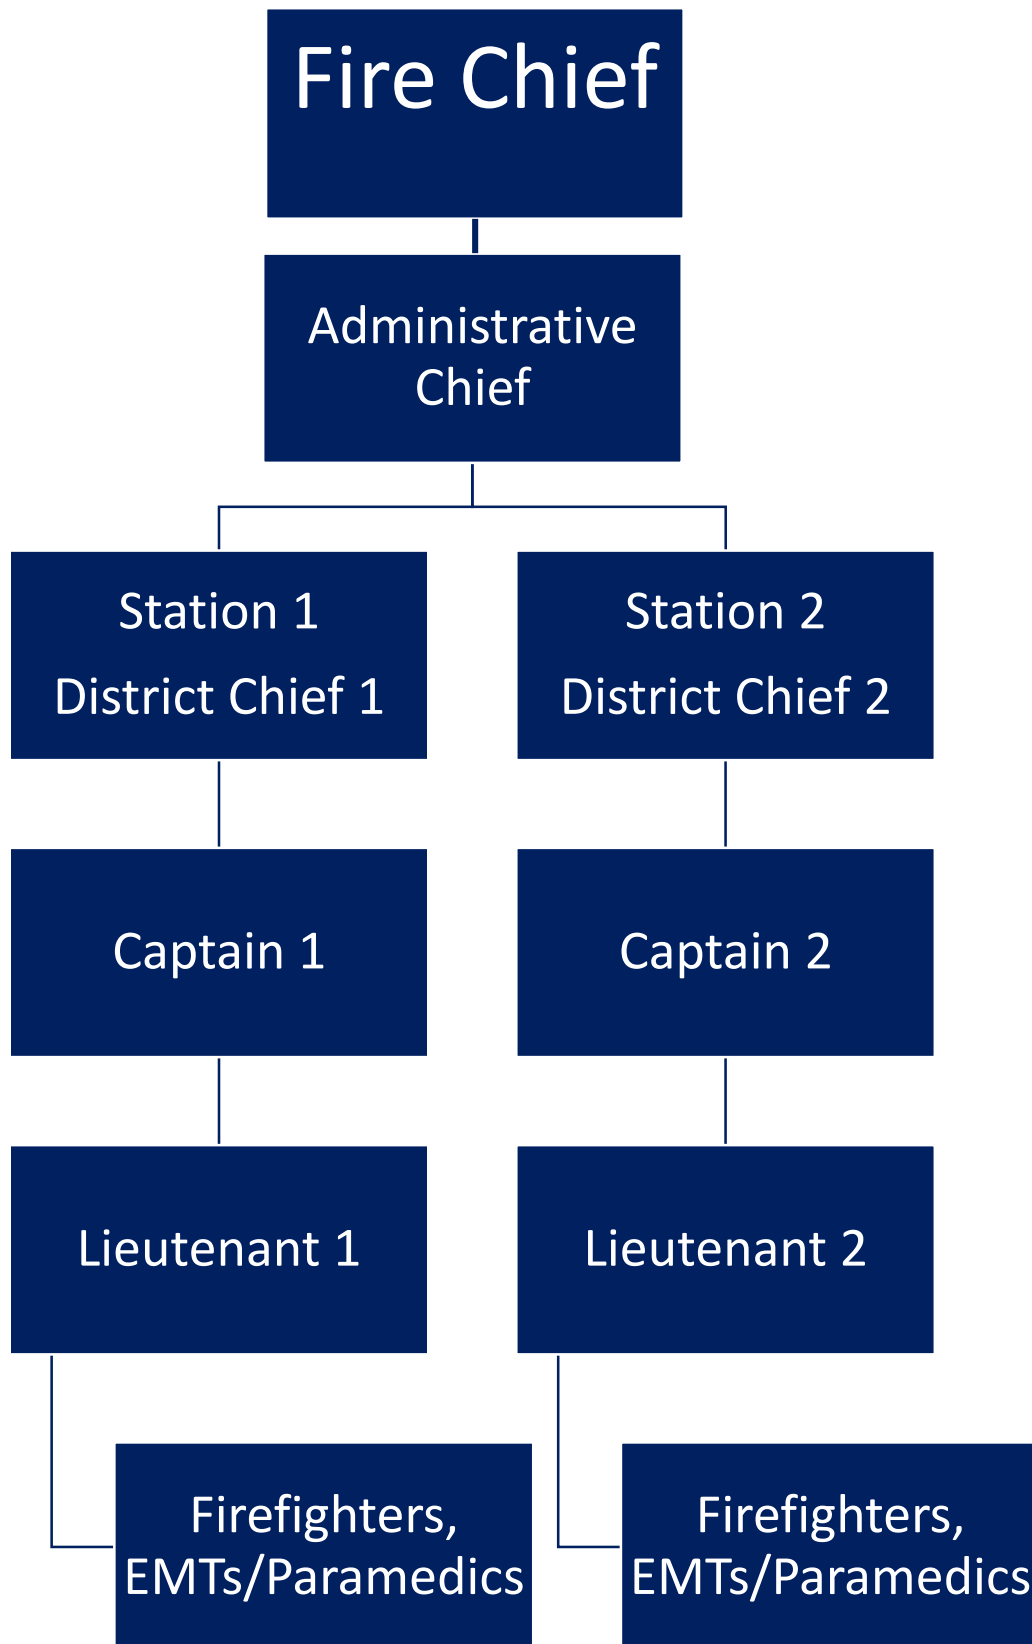 Fire Chief
Administrative
Chief
Station 1
District Chief 1
Station 2
District Chief 2
Captain 1
Captain 2
Lieutenant 1
Lieutenant 2
Firefighters,
EMTs/Paramedics
Firefighters,
EMTs/Paramedics